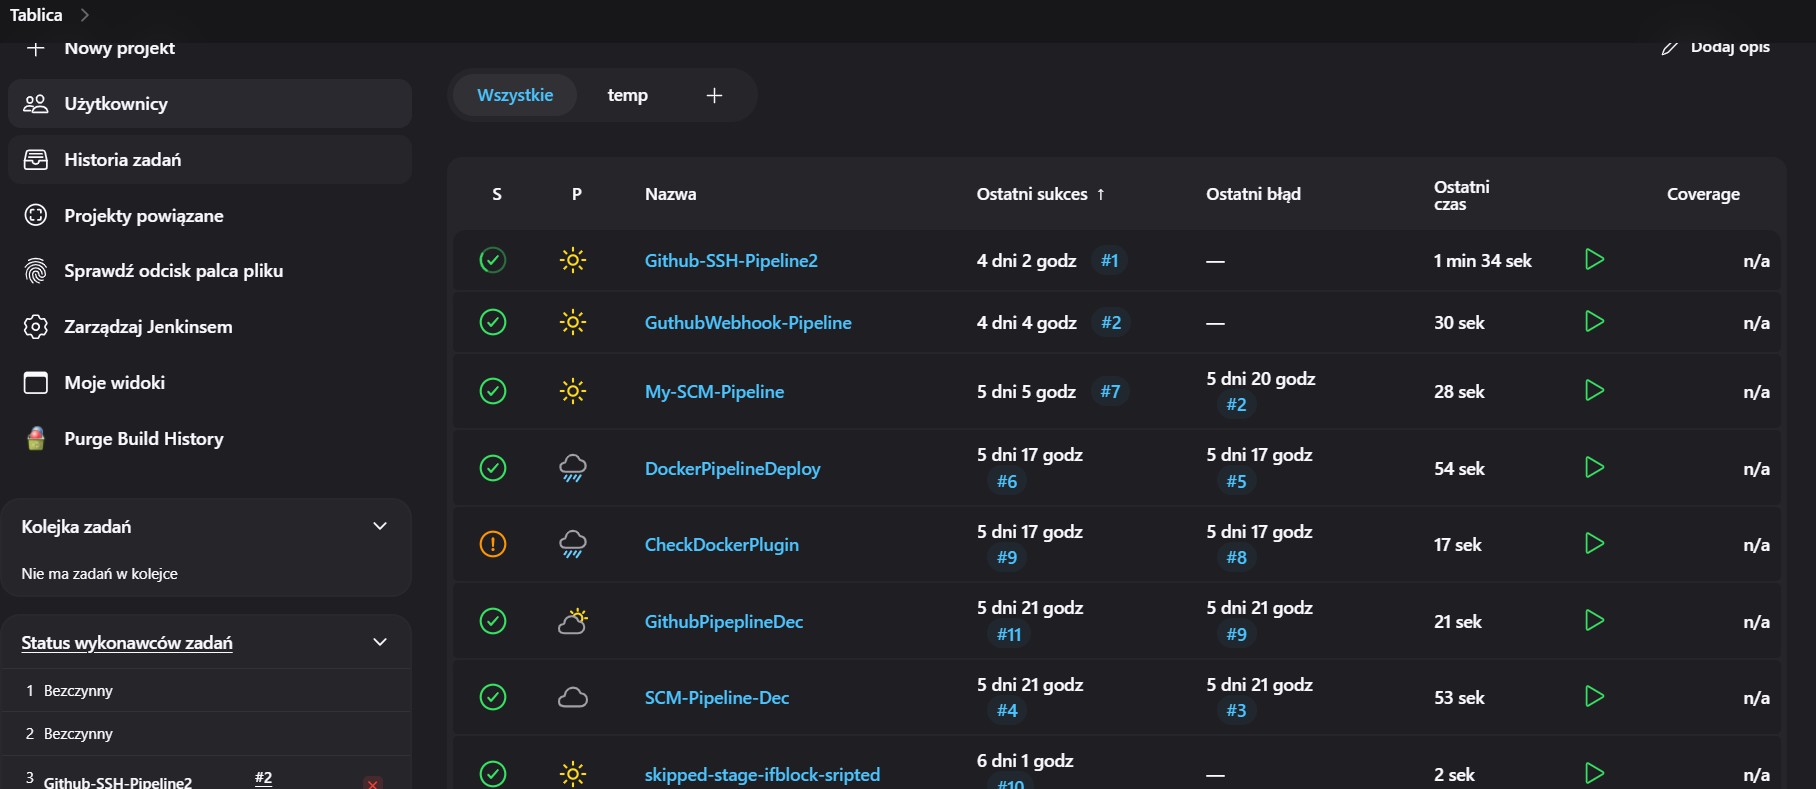 Tablica
Nowy projekt
Dodaj opis
Użytkownicy
Historia zadań
Projekty powiązane
Sprawdź odcisk palca pliku
Zarządzaj Jenkinsem
Moje widoki
Purge Build History
Kolejka zadań
Nie ma zadań w kolejce
Status wykonawców zadań
1 Bezczynny
2 Bezczynny
3 Github-SSH-Pipeline2 #2
Wszystkie temp +
S P Nazwa Ostatni sukces ↑ Ostatni błąd Ostatni czas Coverage
Github-SSH-Pipeline2 4 dni 2 godz #1 — 1 min 34 sek n/a
GuthubWebhook-Pipeline 4 dni 4 godz #2 — 30 sek n/a
My-SCM-Pipeline 5 dni 5 godz #7 5 dni 20 godz #2 28 sek n/a
DockerPipelineDeploy 5 dni 17 godz #6 5 dni 17 godz #5 54 sek n/a
CheckDockerPlugin 5 dni 17 godz #9 5 dni 17 godz #8 17 sek n/a
GithubPipeplineDec 5 dni 21 godz #11 5 dni 21 godz #9 21 sek n/a
SCM-Pipeline-Dec 5 dni 21 godz #4 5 dni 21 godz #3 53 sek n/a
skipped-stage-ifblock-sripted 6 dni 1 godz #10 — 2 sek n/a